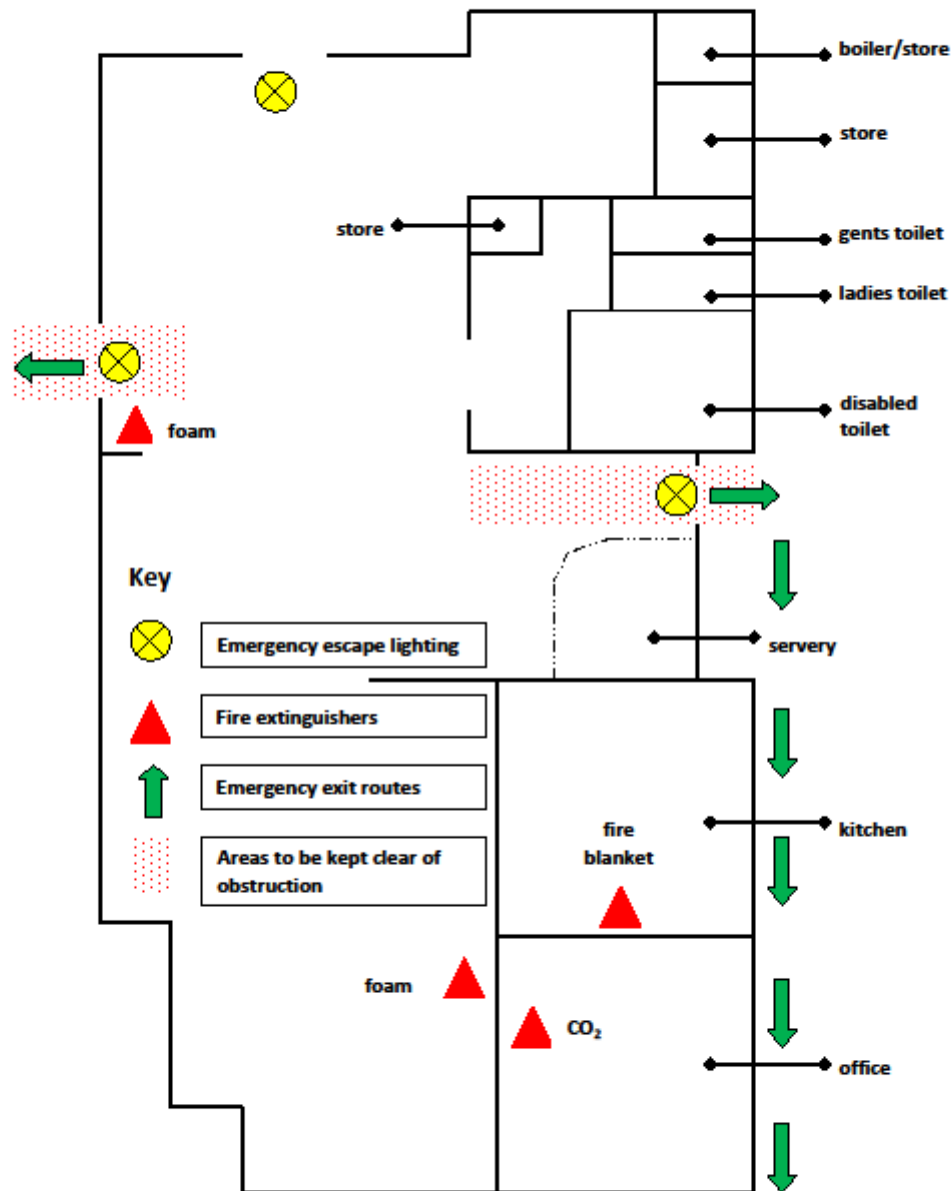 boiler/store
store
store
gents toilet
ladies toilet
disabled
toilet
foam
Key
Emergency escape lighting
servery
Fire extinguishers
Emergency exit routes
Areas to be kept clear of
obstruction
fire
blanket
kitchen
foam
CO₂
office